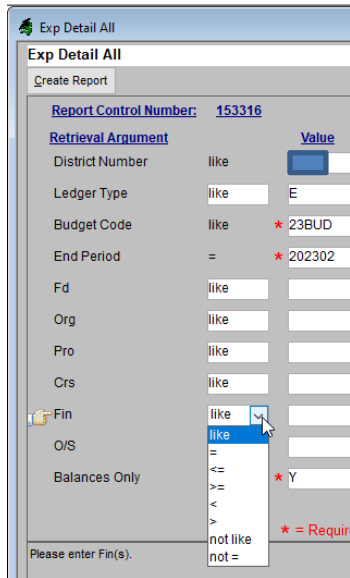 Exp Detail All
Exp Detail All
Create Report
Report Control Number: 153316
Retrieval Argument Value
District Number like
Ledger Type like E
Budget Code like * 23BUD
End Period = * 202302
Fd like
Org like
Pro like
Crs like
Fin like
like
O/S
=
<=
Balances Only * Y
>=
<
>
* = Requir
not like
not =
Please enter Fin(s).